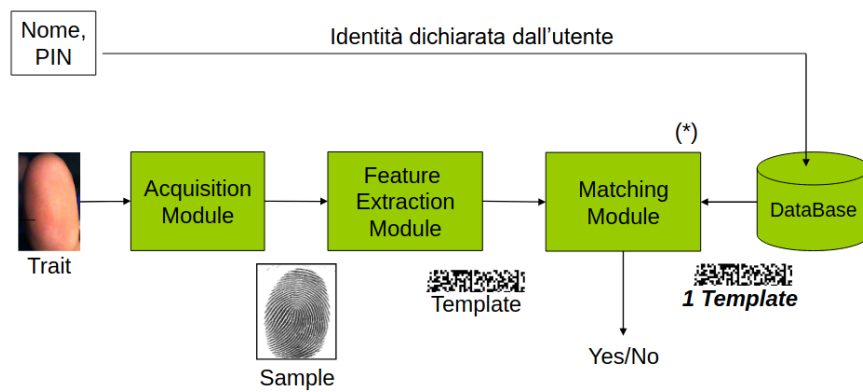 Nome,
PIN
Identità dichiarata dall'utente
(*)
Acquisition
Module
Feature
Extraction
Module
Matching
Module
DataBase
Trait
Sample
Template
1 Template
Yes/No